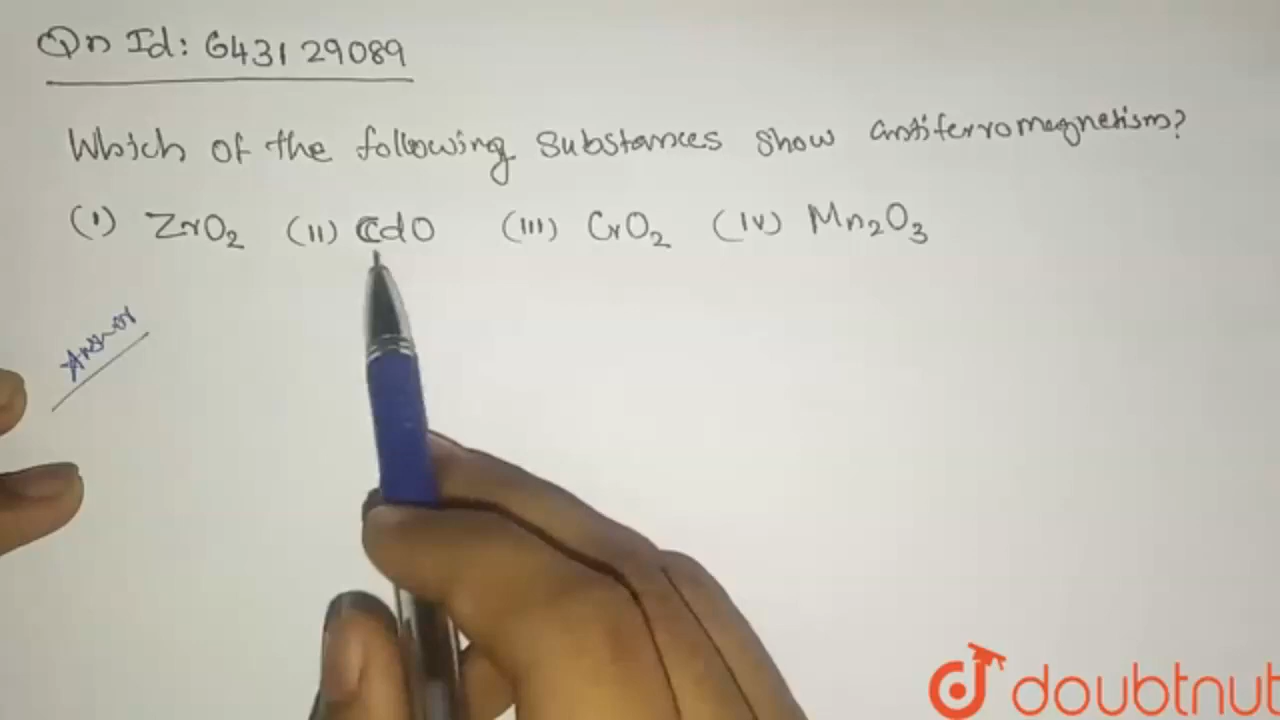 Qn Id: 643129089
Which of the following Substances show antiferromagnetism?
(i) ZrO2 (ii) CdO (iii) CrO2 (iv) Mn2O3
Answer
doubtnut